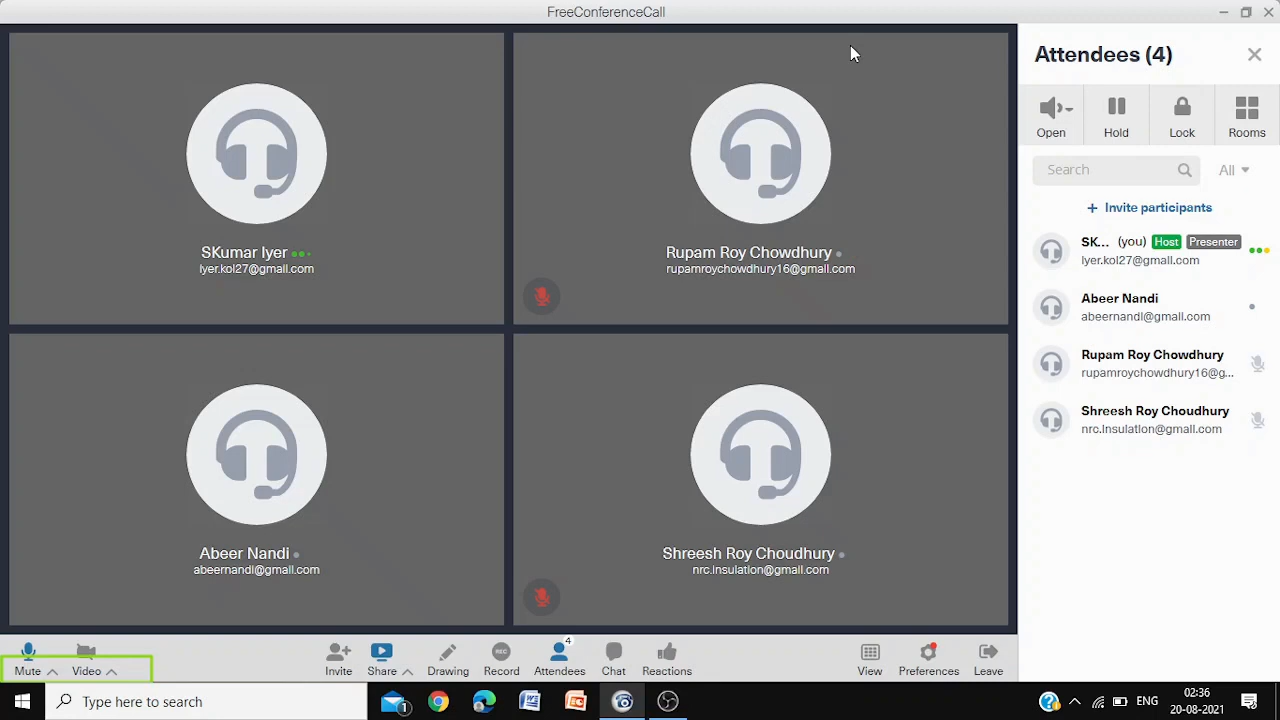 FreeConferenceCall
SKumar Iyer
Iyer.kol27@gmail.com
Rupam Roy Chowdhury
rupamroychowdhury16@gmail.com
Abeer Nandi
abeernandi@gmail.com
Shreesh Roy Choudhury
nrc.insulation@gmail.com
Attendees (4)
Open Hold Lock Rooms
Search All
+ Invite participants
SK... (you) Host Presenter
Iyer.kol27@gmail.com
Abeer Nandi
abeernandi@gmail.com
Rupam Roy Chowdhury
rupamroychowdhury16@g...
Shreesh Roy Choudhury
nrc.insulation@gmail.com
REC 4
Mute Video Invite Share Drawing Record Attendees Chat Reactions View Preferences Leave
Type here to search
1
ENG
02:36
20-08-2021